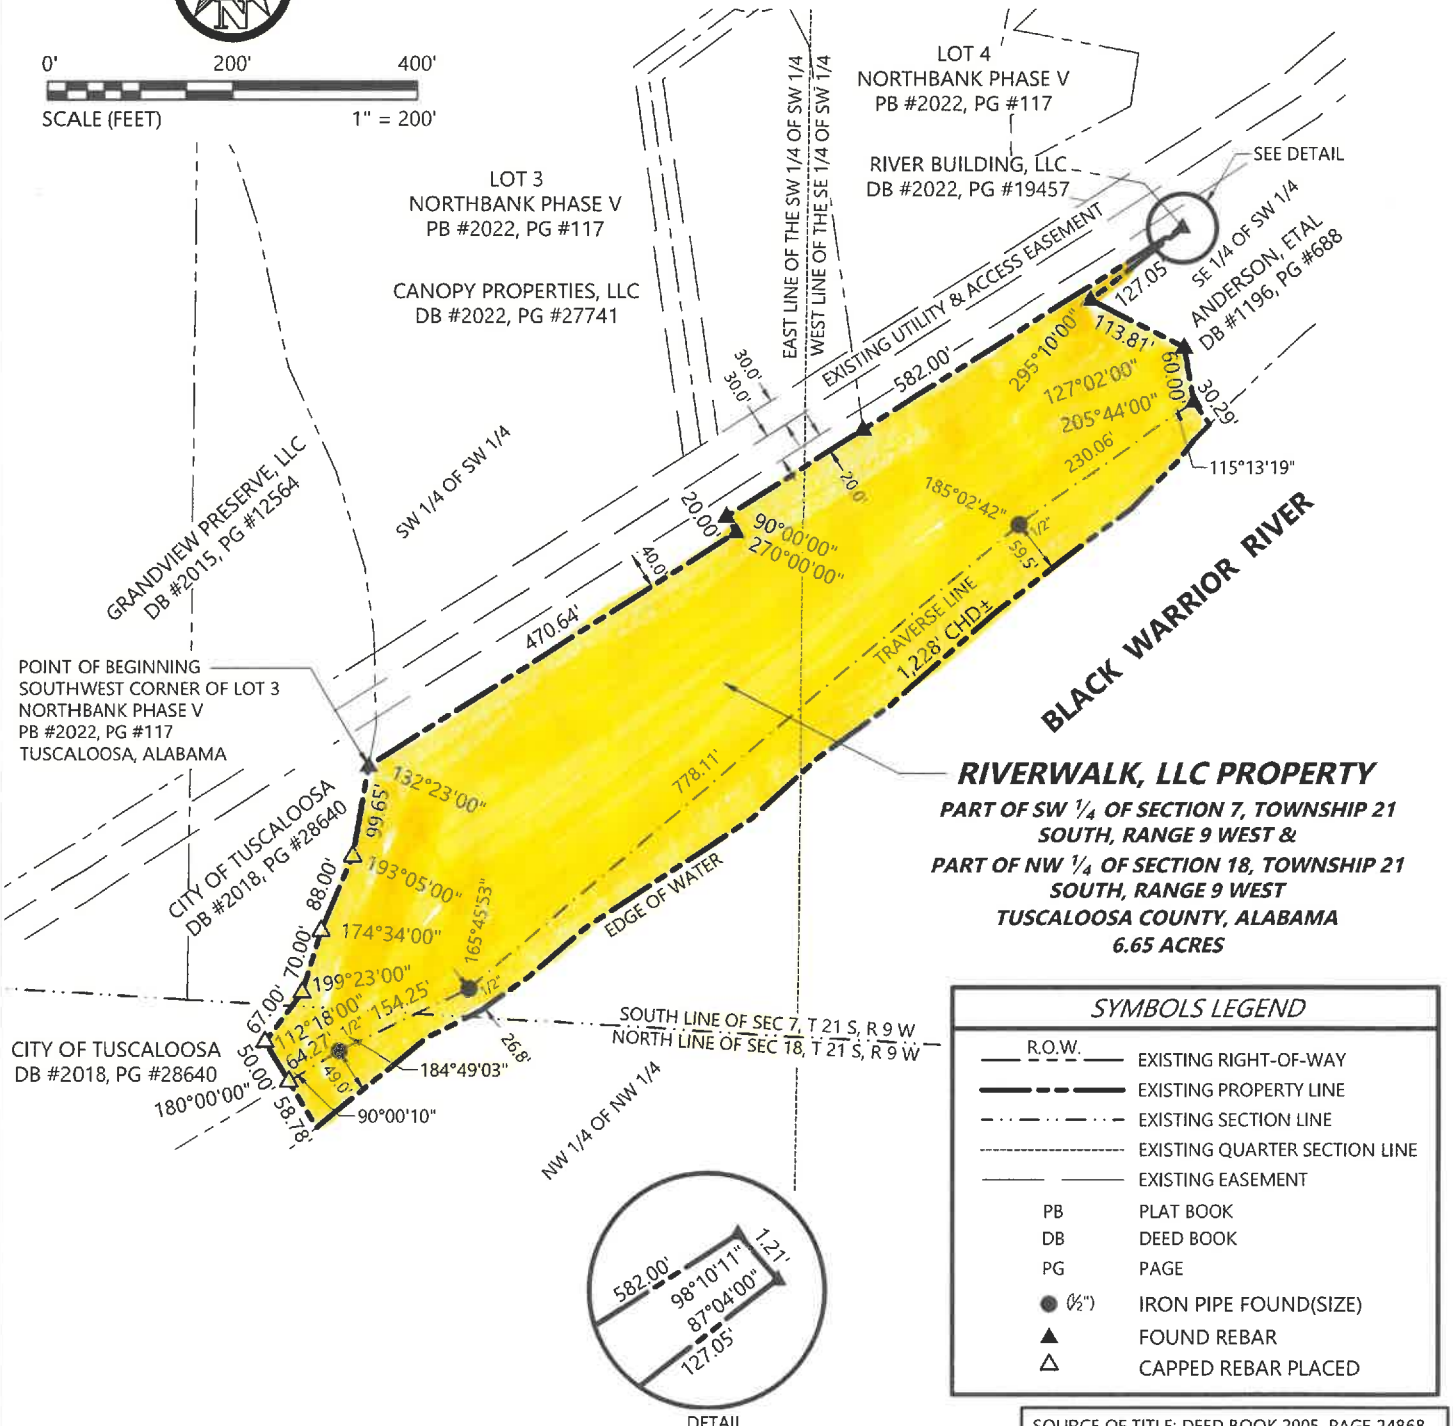 N
0' 200' 400'
SCALE (FEET) 1" = 200'
LOT 4
NORTHBANK PHASE V
PB #2022, PG #117
RIVER BUILDING, LLC
DB #2022, PG #19457
SEE DETAIL
LOT 3
NORTHBANK PHASE V
PB #2022, PG #117
CANOPY PROPERTIES, LLC
DB #2022, PG #27741
EAST LINE OF THE SW 1/4 OF SW 1/4
WEST LINE OF THE SE 1/4 OF SW 1/4
EXISTING UTILITY & ACCESS EASEMENT
SE 1/4 OF SW 1/4
ANDERSON, ETAL
DB #1196, PG #688
127.05'
113.81'
295°10'00"
127°02'00"
60.00'
30.29'
205°44'00"
230.06'
115°13'19"
582.00'
30.0'
30.0'
20.0'
185°02'42"
1/2"
59.5'
20.00'
90°00'00"
270°00'00"
40.0'
470.64'
SW 1/4 OF SW 1/4
GRANDVIEW PRESERVE, LLC
DB #2015, PG #12564
TRAVERSE LINE
1,228' CHD±
778.11'
BLACK WARRIOR RIVER
POINT OF BEGINNING
SOUTHWEST CORNER OF LOT 3
NORTHBANK PHASE V
PB #2022, PG #117
TUSCALOOSA, ALABAMA
RIVERWALK, LLC PROPERTY
PART OF SW 1/4 OF SECTION 7, TOWNSHIP 21
SOUTH, RANGE 9 WEST &
PART OF NW 1/4 OF SECTION 18, TOWNSHIP 21
SOUTH, RANGE 9 WEST
TUSCALOOSA COUNTY, ALABAMA
6.65 ACRES
132°23'00"
99.65'
CITY OF TUSCALOOSA
DB #2018, PG #28640
193°05'00"
88.00'
174°34'00"
70.00'
165°45'53"
EDGE OF WATER
199°23'00"
67.00'
112°18'00"
154.25'
1/2"
64.27'
1/2"
49.0'
26.8'
184°49'03"
CITY OF TUSCALOOSA
DB #2018, PG #28640
50.00'
180°00'00"
58.78'
90°00'10"
SOUTH LINE OF SEC 7, T 21 S, R 9 W
NORTH LINE OF SEC 18, T 21 S, R 9 W
NW 1/4 OF NW 1/4
582.00'
1.21'
98°10'11"
87°04'00"
127.05'
DETAIL
SYMBOLS LEGEND
R.O.W. EXISTING RIGHT-OF-WAY
EXISTING PROPERTY LINE
EXISTING SECTION LINE
EXISTING QUARTER SECTION LINE
EXISTING EASEMENT
PB PLAT BOOK
DB DEED BOOK
PG PAGE
(1/2") IRON PIPE FOUND(SIZE)
FOUND REBAR
CAPPED REBAR PLACED
SOURCE OF TITLE: DEED BOOK 2005, PAGE 24868